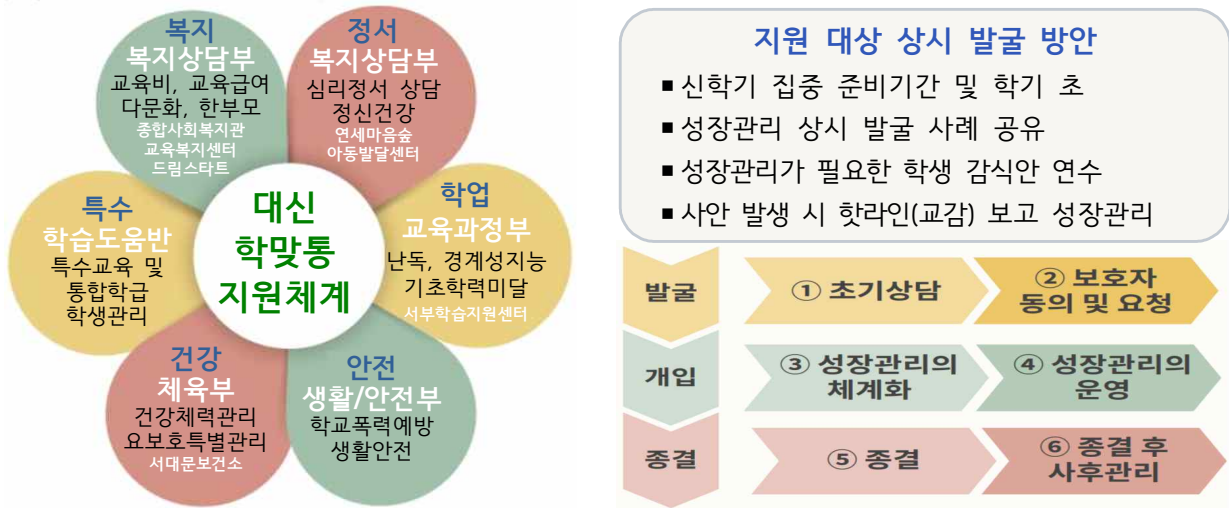 복지
복지상담부
교육비, 교육급여
다문화, 한부모
종합사회복지관
교육복지센터
드림스타트
정서
복지상담부
심리정서 상담
정신건강
연세마음숲
아동발달센터
특수
학습도움반
특수교육 및
통합학급
학생관리
대신
학맞통
지원체계
학업
교육과정부
난독, 경계성지능
기초학력미달
서부학습지원센터
건강
체육부
건강체력관리
요보호특별관리
서대문보건소
안전
생활/안전부
학교폭력예방
생활안전
지원 대상 상시 발굴 방안
▪신학기 집중 준비기간 및 학기 초
▪성장관리 상시 발굴 사례 공유
▪성장관리가 필요한 학생 감식안 연수
▪사안 발생 시 핫라인(교감) 보고 성장관리
발굴
① 초기상담
② 보호자
동의 및 요청
개입
③ 성장관리의
체계화
④ 성장관리의
운영
종결
⑤ 종결
⑥ 종결 후
사후관리